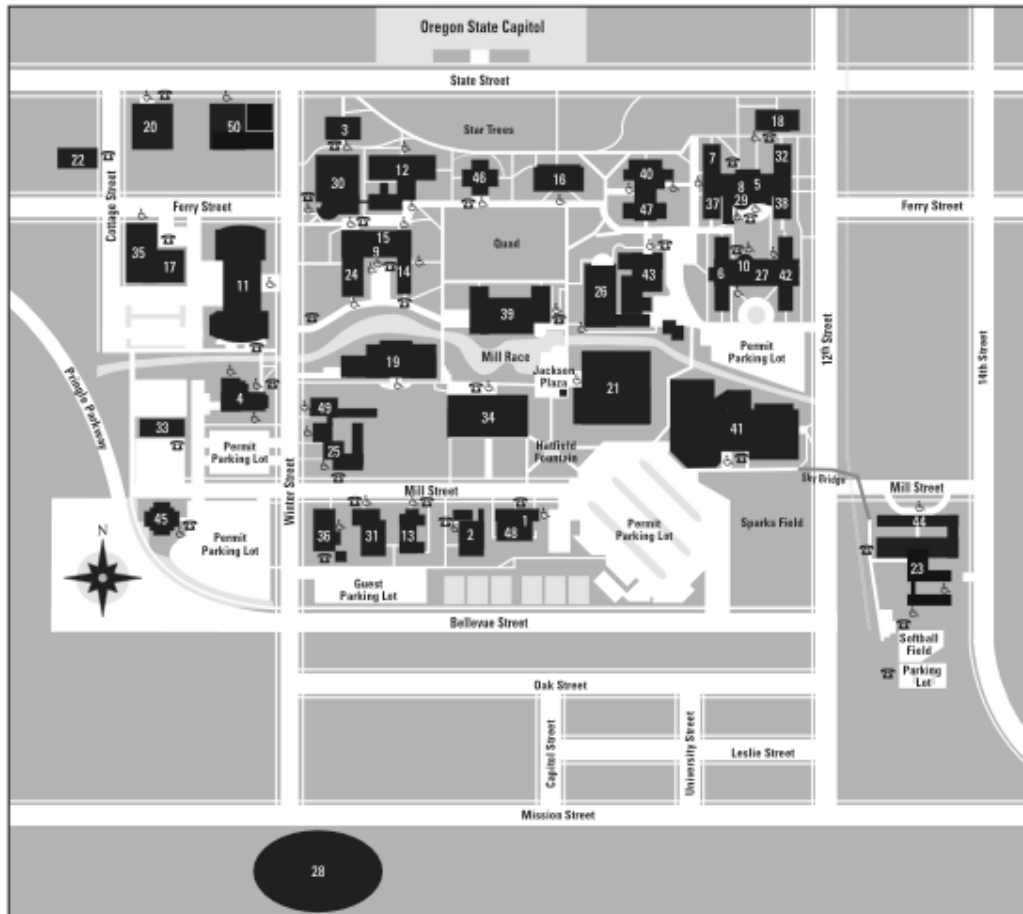 Oregon State Capitol
State Street
18
3
Star Trees
20
50
22
7
32
12
30
46
16
40
8
5
37
29
38
47
Cottage Street
Ferry Street
Ferry Street
35
17
11
15
9
24
14
Quad
43
26
6
10
27
42
39
12th Street
14th Street
Permit
Parking Lot
Mill Race
19
Jackson
Plaza
21
Pringle Parkway
4
33
49
34
41
25
Permit
Parking Lot
Hatfield
Fountain
Winter Street
Mill Street
Sky Bridge
Mill Street
45
N
Permit
Parking Lot
36
31
13
2
48
1
Permit
Parking Lot
Sparks Field
44
23
Guest
Parking Lot
Bellevue Street
Softball
Field
Parking
Lot
Oak Street
Capitol Street
University Street
Leslie Street
Mission Street
28